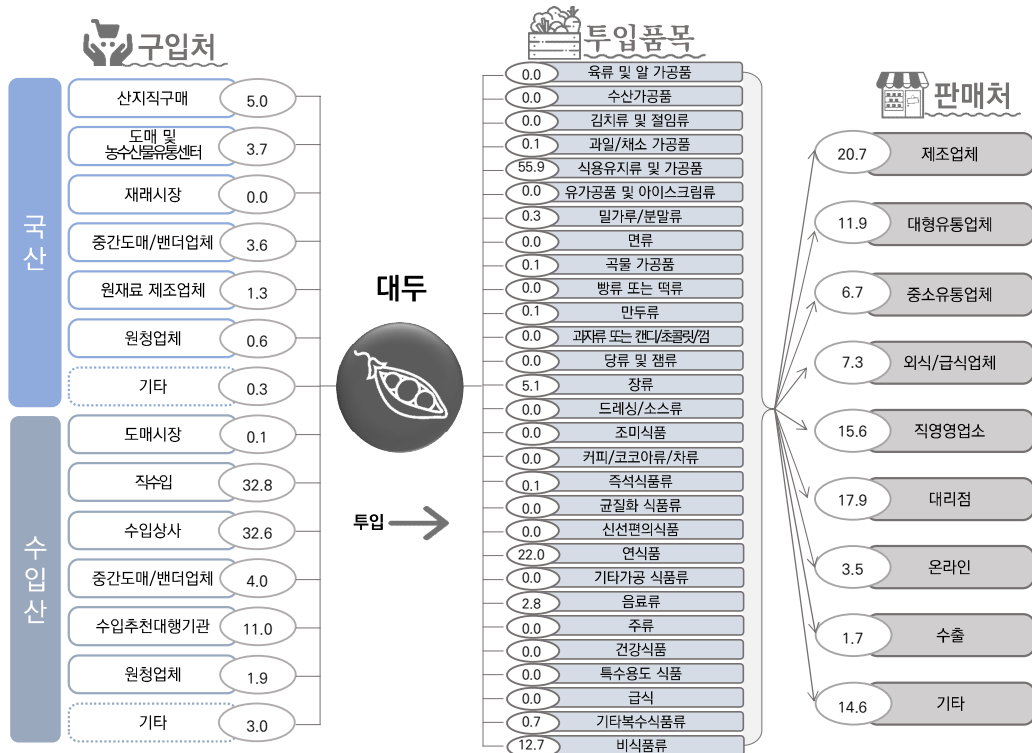 구입처
국산
산지직구매 5.0
도매 및
농수산물유통센터 3.7
재래시장 0.0
중간도매/밴더업체 3.6
원재료 제조업체 1.3
원청업체 0.6
기타 0.3
수입산
도매시장 0.1
직수입 32.8
수입상사 32.6
중간도매/밴더업체 4.0
수입추천대행기관 11.0
원청업체 1.9
기타 3.0
대두
투입
투입품목
0.0 육류 및 알 가공품
0.0 수산가공품
0.0 김치류 및 절임류
0.1 과일/채소 가공품
55.9 식용유지류 및 가공품
0.0 유가공품 및 아이스크림류
0.3 밀가루/분말류
0.0 면류
0.1 곡물 가공품
0.0 빵류 또는 떡류
0.1 만두류
0.0 과자류 또는 캔디/초콜릿/껌
0.0 당류 및 잼류
5.1 장류
0.0 드레싱/소스류
0.0 조미식품
0.0 커피/코코아류/차류
0.1 즉석식품류
0.0 균질화 식품류
0.0 신선편의식품
22.0 연식품
0.0 기타가공 식품류
2.8 음료류
0.0 주류
0.0 건강식품
0.0 특수용도 식품
0.0 급식
0.7 기타복수식품류
12.7 비식품류
판매처
20.7 제조업체
11.9 대형유통업체
6.7 중소유통업체
7.3 외식/급식업체
15.6 직영영업소
17.9 대리점
3.5 온라인
1.7 수출
14.6 기타